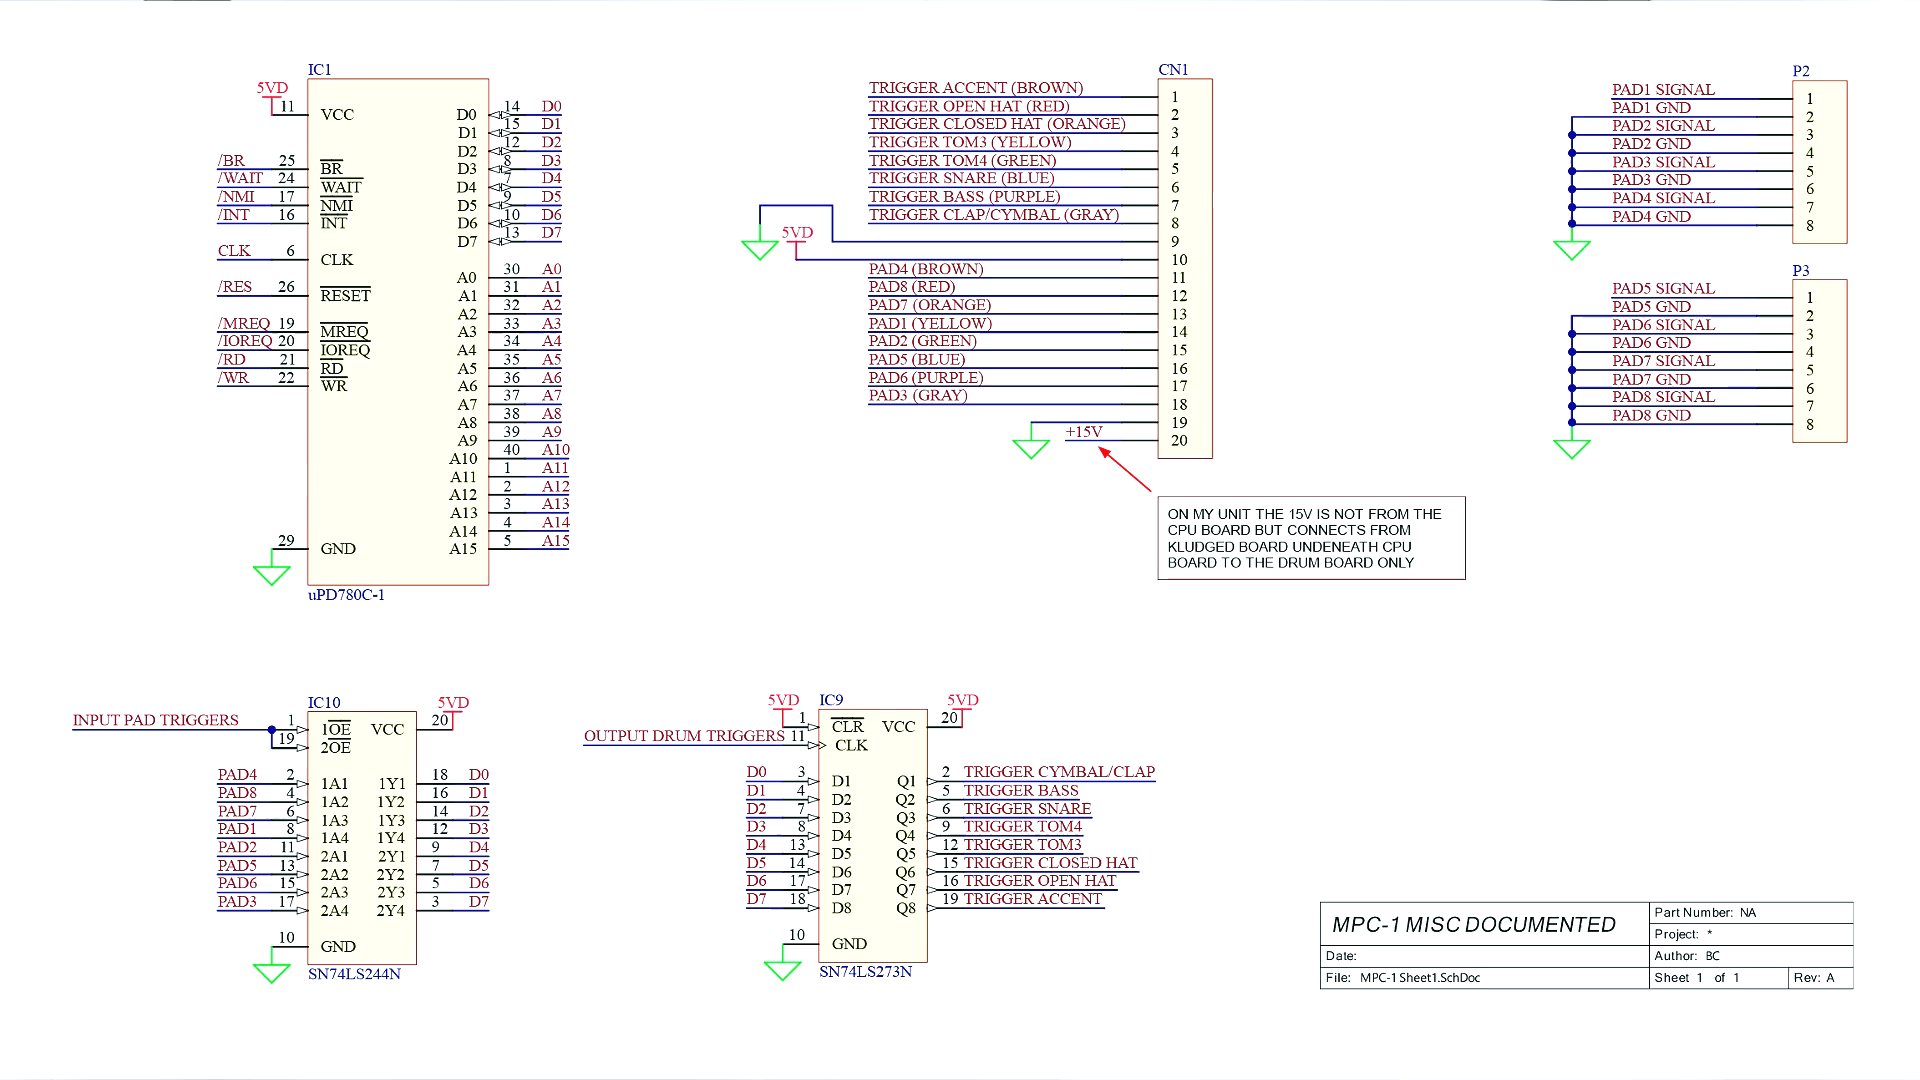 IC1
5VD
11 VCC
D0 14 D0
D1 15 D1
D2 12 D2
/BR 25 BR
D3 8 D3
/WAIT 24 WAIT
D4 7 D4
/NMI 17 NMI
D5 9 D5
/INT 16 INT
D6 10 D6
D7 13 D7
CLK 6 CLK
A0 30 A0
/RES 26 RESET
A1 31 A1
A2 32 A2
/MREQ 19 MREQ
A3 33 A3
/IOREQ 20 IOREQ
A4 34 A4
/RD 21 RD
A5 35 A5
/WR 22 WR
A6 36 A6
A7 37 A7
A8 38 A8
A9 39 A9
A10 40 A10
A11 1 A11
A12 2 A12
A13 3 A13
A14 4 A14
29 GND
A15 5 A15
uPD780C-1
CN1
TRIGGER ACCENT (BROWN) 1
TRIGGER OPEN HAT (RED) 2
TRIGGER CLOSED HAT (ORANGE) 3
TRIGGER TOM3 (YELLOW) 4
TRIGGER TOM4 (GREEN) 5
TRIGGER SNARE (BLUE) 6
TRIGGER BASS (PURPLE) 7
TRIGGER CLAP/CYMBAL (GRAY) 8
9
5VD 10
PAD4 (BROWN) 11
PAD8 (RED) 12
PAD7 (ORANGE) 13
PAD1 (YELLOW) 14
PAD2 (GREEN) 15
PAD5 (BLUE) 16
PAD6 (PURPLE) 17
PAD3 (GRAY) 18
19
+15V 20
ON MY UNIT THE 15V IS NOT FROM THE
CPU BOARD BUT CONNECTS FROM
KLUDGED BOARD UNDENEATH CPU
BOARD TO THE DRUM BOARD ONLY
P2
PAD1 SIGNAL 1
PAD1 GND 2
PAD2 SIGNAL 3
PAD2 GND 4
PAD3 SIGNAL 5
PAD3 GND 6
PAD4 SIGNAL 7
PAD4 GND 8
P3
PAD5 SIGNAL 1
PAD5 GND 2
PAD6 SIGNAL 3
PAD6 GND 4
PAD7 SIGNAL 5
PAD7 GND 6
PAD8 SIGNAL 7
PAD8 GND 8
IC10
INPUT PAD TRIGGERS 1 1OE VCC 20 5VD
19 2OE
PAD4 2 1A1 1Y1 18 D0
PAD8 4 1A2 1Y2 16 D1
PAD7 6 1A3 1Y3 14 D2
PAD1 8 1A4 1Y4 12 D3
PAD2 11 2A1 2Y1 9 D4
PAD5 13 2A2 2Y2 7 D5
PAD6 15 2A3 2Y3 5 D6
PAD3 17 2A4 2Y4 3 D7
10 GND
SN74LS244N
IC9
5VD 1 CLR VCC 20 5VD
OUTPUT DRUM TRIGGERS 11 CLK
D0 3 D1 Q1 2 TRIGGER CYMBAL/CLAP
D1 4 D2 Q2 5 TRIGGER BASS
D2 7 D3 Q3 6 TRIGGER SNARE
D3 8 D4 Q4 9 TRIGGER TOM4
D4 13 D5 Q5 12 TRIGGER TOM3
D5 14 D6 Q6 15 TRIGGER CLOSED HAT
D6 17 D7 Q7 16 TRIGGER OPEN HAT
D7 18 D8 Q8 19 TRIGGER ACCENT
10 GND
SN74LS273N
MPC-1 MISC DOCUMENTED
Part Number: NA
Project: *
Date:
Author: BC
File: MPC-1 Sheet1.SchDoc
Sheet 1 of 1
Rev: A